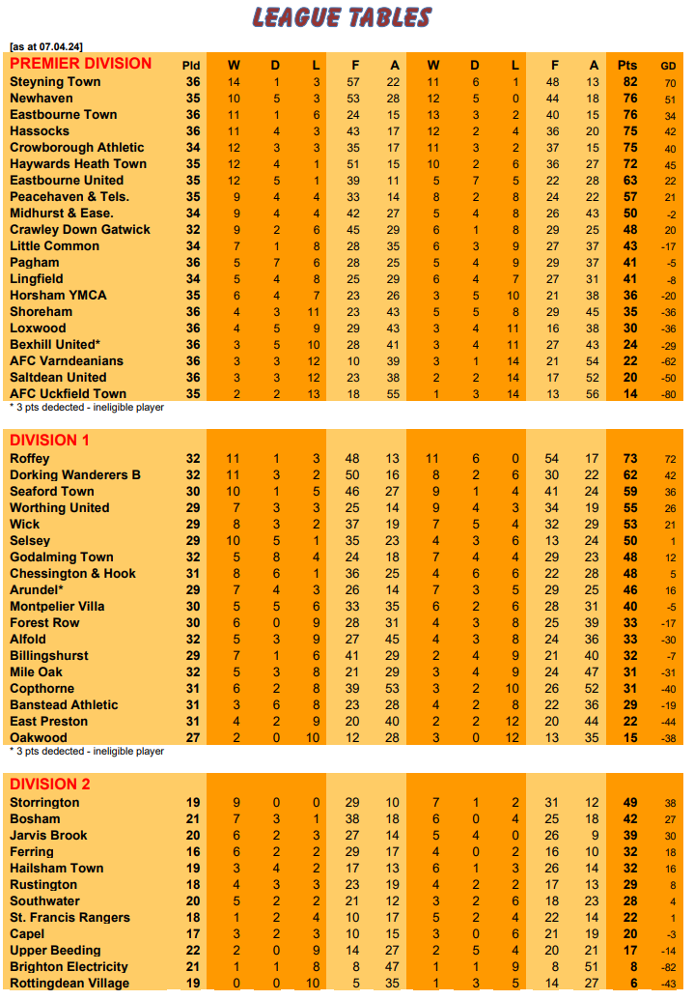 LEAGUE TABLES
[as at 07.04.24]
PREMIER DIVISION Pld W D L F A W D L F A Pts GD
Steyning Town 36 14 1 3 57 22 11 6 1 48 13 82 70
Newhaven 35 10 5 3 53 28 12 5 0 44 18 76 51
Eastbourne Town 36 11 1 6 24 15 13 3 2 40 15 76 34
Hassocks 36 11 4 3 43 17 12 2 4 36 20 75 42
Crowborough Athletic 34 12 3 3 35 17 11 3 2 37 15 75 40
Haywards Heath Town 35 12 4 1 51 15 10 2 6 36 27 72 45
Eastbourne United 35 12 5 1 39 11 5 7 5 22 28 63 22
Peacehaven & Tels. 35 9 4 4 33 14 8 2 8 24 22 57 21
Midhurst & Ease. 34 9 4 4 42 27 5 4 8 26 43 50 -2
Crawley Down Gatwick 32 9 2 6 45 29 6 1 8 29 25 48 20
Little Common 34 7 1 8 28 35 6 3 9 27 37 43 -17
Pagham 36 5 7 6 28 25 5 4 9 29 37 41 -5
Lingfield 34 5 4 8 25 29 6 4 7 27 31 41 -8
Horsham YMCA 35 6 4 7 23 26 3 5 10 21 38 36 -20
Shoreham 36 4 3 11 23 43 5 5 8 29 45 35 -36
Loxwood 36 4 5 9 29 43 3 4 11 16 38 30 -36
Bexhill United* 36 3 5 10 28 41 3 4 11 27 43 24 -29
AFC Varndeanians 36 3 3 12 10 39 3 1 14 21 54 22 -62
Saltdean United 36 3 3 12 23 38 2 2 14 17 52 20 -50
AFC Uckfield Town 35 2 2 13 18 55 1 3 14 13 56 14 -80
* 3 pts dedected - ineligible player
DIVISION 1
Roffey 32 11 1 3 48 13 11 6 0 54 17 73 72
Dorking Wanderers B 32 11 3 2 50 16 8 2 6 30 22 62 42
Seaford Town 30 10 1 5 46 27 9 1 4 41 24 59 36
Worthing United 29 7 3 3 25 14 9 4 3 34 19 55 26
Wick 29 8 3 2 37 19 7 5 4 32 29 53 21
Selsey 29 10 5 1 35 23 4 3 6 13 24 50 1
Godalming Town 32 5 8 4 24 18 7 4 4 29 23 48 12
Chessington & Hook 31 8 6 1 36 25 4 6 6 22 28 48 5
Arundel* 29 7 4 3 26 14 7 3 5 29 25 46 16
Montpelier Villa 30 5 5 6 33 35 6 2 6 28 31 40 -5
Forest Row 30 6 0 9 28 31 4 3 8 25 39 33 -17
Alfold 32 5 3 9 27 45 4 3 8 24 36 33 -30
Billingshurst 29 7 1 6 41 29 2 4 9 21 40 32 -7
Mile Oak 32 5 3 8 21 29 3 4 9 24 47 31 -31
Copthorne 31 6 2 8 39 53 3 2 10 26 52 31 -40
Banstead Athletic 31 3 6 8 23 28 4 2 8 22 36 29 -19
East Preston 31 4 2 9 20 40 2 2 12 20 44 22 -44
Oakwood 27 2 0 10 12 28 3 0 12 13 35 15 -38
* 3 pts dedected - ineligible player
DIVISION 2
Storrington 19 9 0 0 29 10 7 1 2 31 12 49 38
Bosham 21 7 3 1 38 18 6 0 4 25 18 42 27
Jarvis Brook 20 6 2 3 27 14 5 4 0 26 9 39 30
Ferring 16 6 2 2 29 17 4 0 2 16 10 32 18
Hailsham Town 19 3 4 2 17 13 6 1 3 26 14 32 16
Rustington 18 4 3 3 23 19 4 2 2 17 13 29 8
Southwater 20 5 2 2 21 12 3 2 6 18 23 28 4
St. Francis Rangers 18 1 2 4 10 17 5 2 4 22 14 22 1
Capel 17 3 2 3 10 15 3 0 6 21 19 20 -3
Upper Beeding 22 2 0 9 14 27 2 5 4 20 21 17 -14
Brighton Electricity 21 1 1 8 8 47 1 1 9 8 51 8 -82
Rottingdean Village 19 0 0 10 5 35 1 3 5 14 27 6 -43